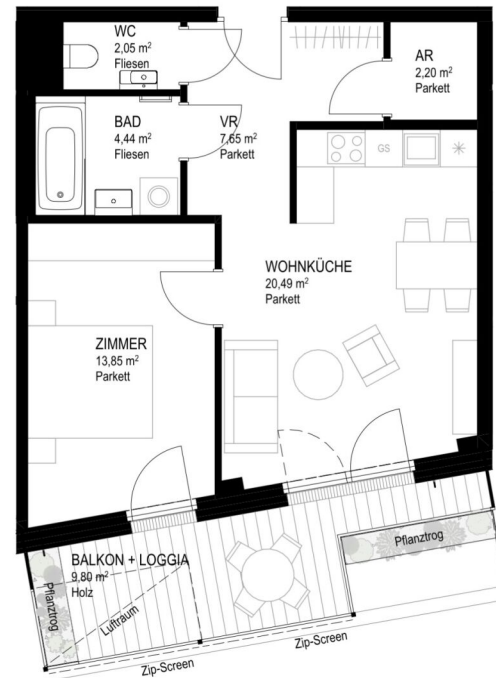 WC
2,05 m²
Fliesen
AR
2,20 m²
Parkett
BAD
4,44 m²
Fliesen
VR
7,65 m²
Parkett
GS
WOHNKÜCHE
20,49 m²
Parkett
ZIMMER
13,85 m²
Parkett
Pflanztrog
BALKON + LOGGIA
9,80 m²
Holz
Pflanztrog
Luftraum
Zip-Screen
Zip-Screen